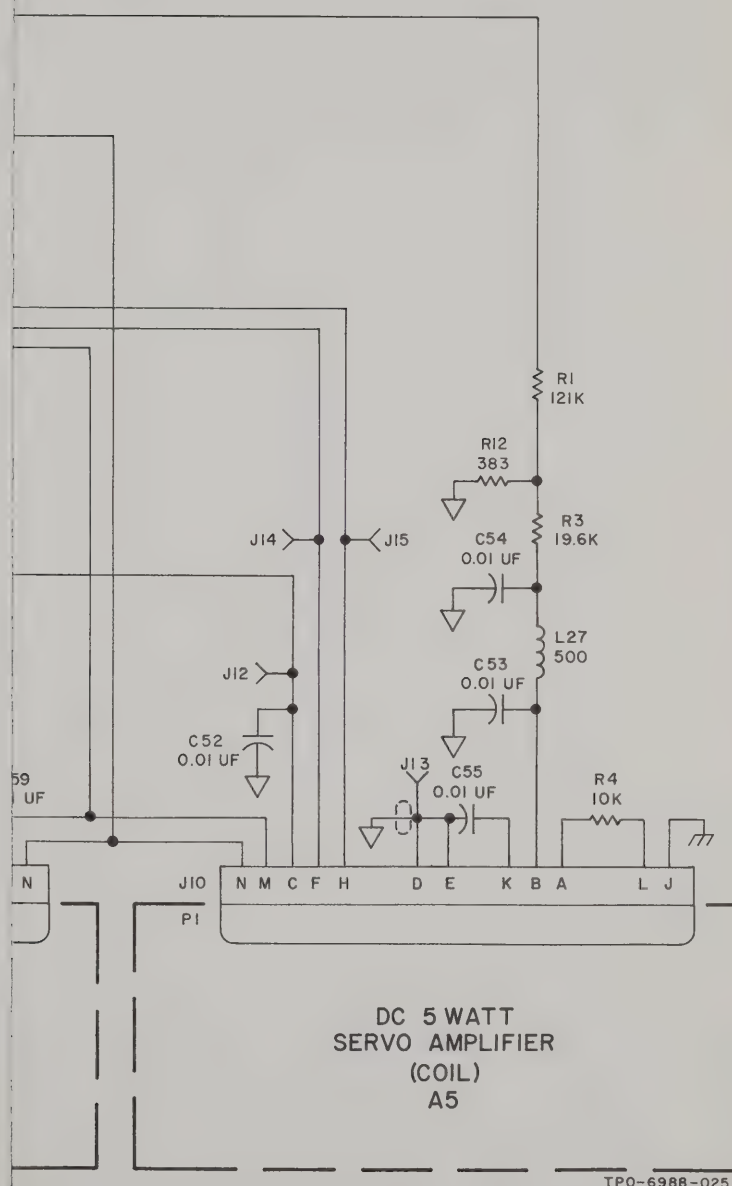 R1
121K
R12
383
R3
19.6K
J14
J15
C54
0.01 UF
L27
500
J12
C53
0.01 UF
C52
0.01 UF
J13
C55
0.01 UF
R4
10K
59
UF
N
J10 N M C F H D E K B A L J
P1
DC 5 WATT
SERVO AMPLIFIER
(COIL)
A5
TPO-6988-025